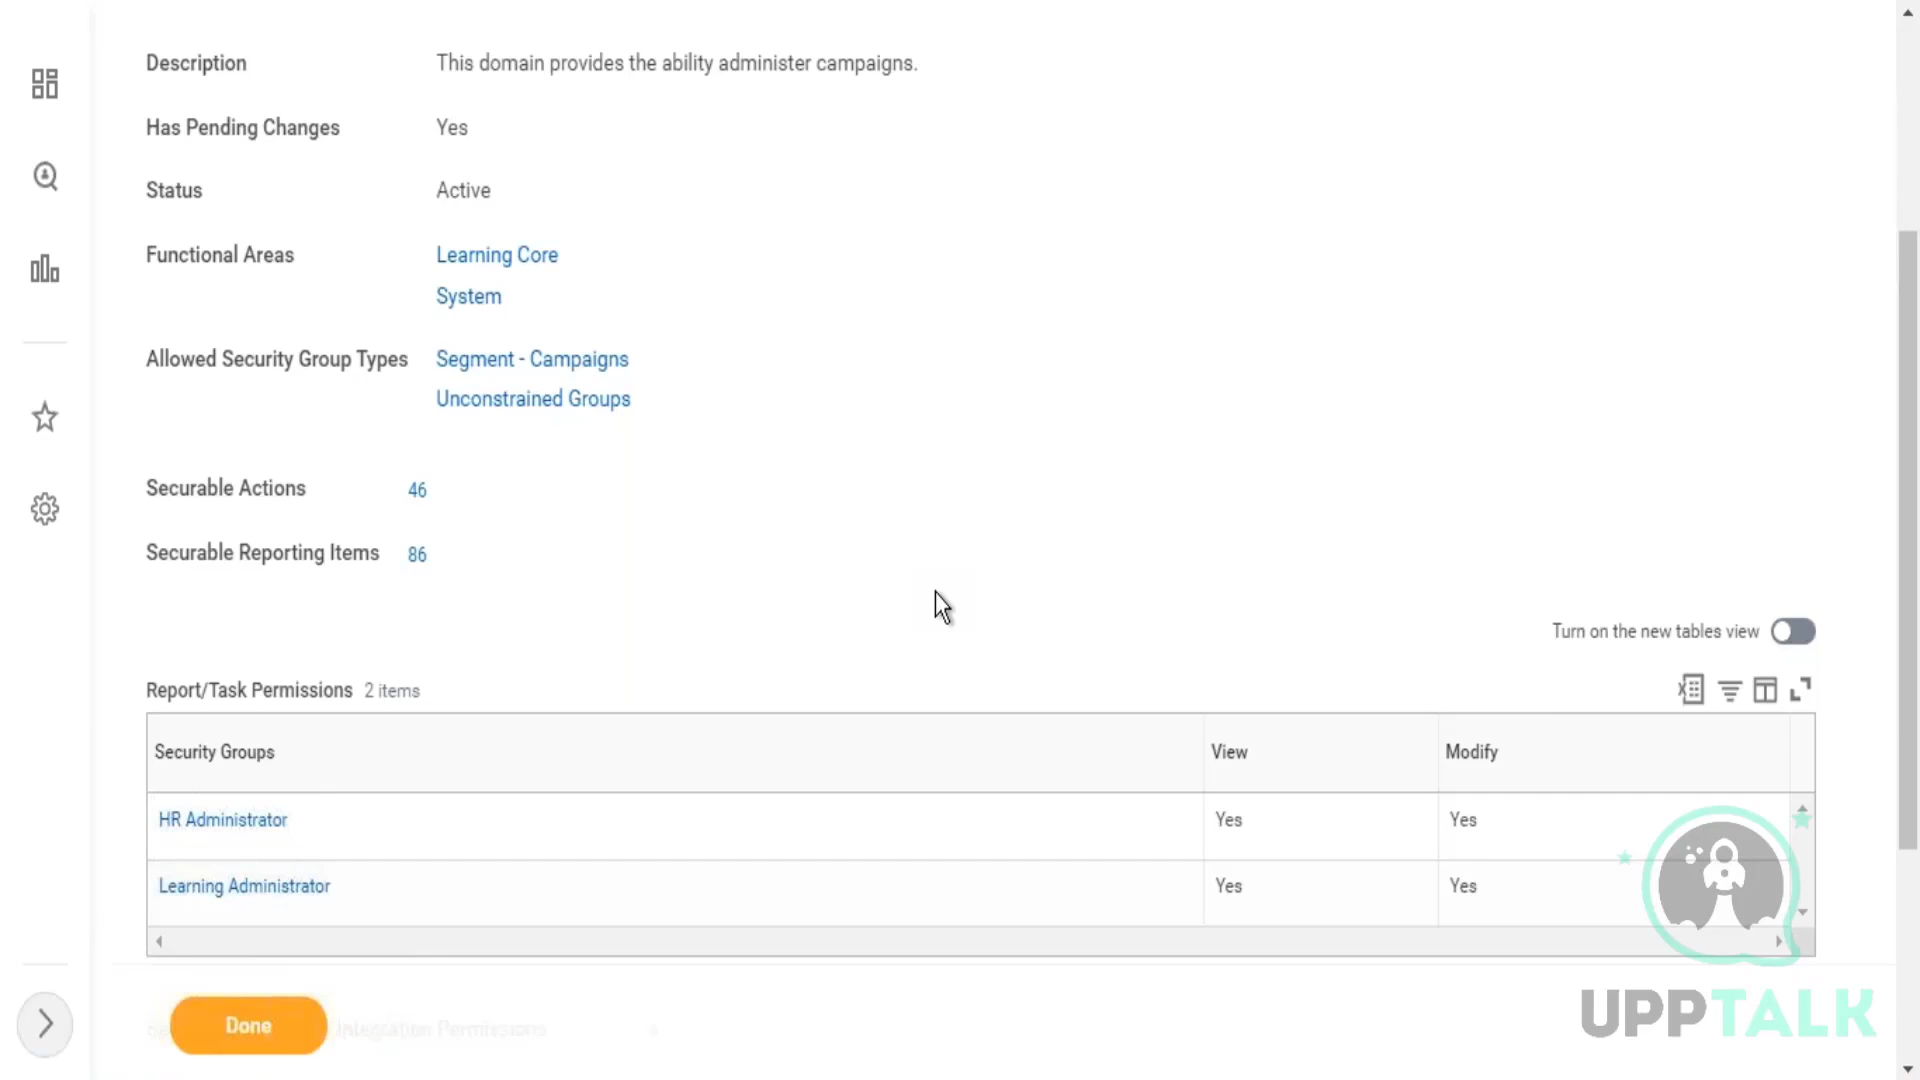 Description This domain provides the ability administer campaigns.
Has Pending Changes Yes
Status Active
Functional Areas Learning Core
System
Allowed Security Group Types Segment - Campaigns
Unconstrained Groups
Securable Actions 46
Securable Reporting Items 86
Turn on the new tables view
Report/Task Permissions 2 items
Security Groups View Modify
HR Administrator Yes Yes
Learning Administrator Yes Yes
Done Integration Permissions
UPPTALK